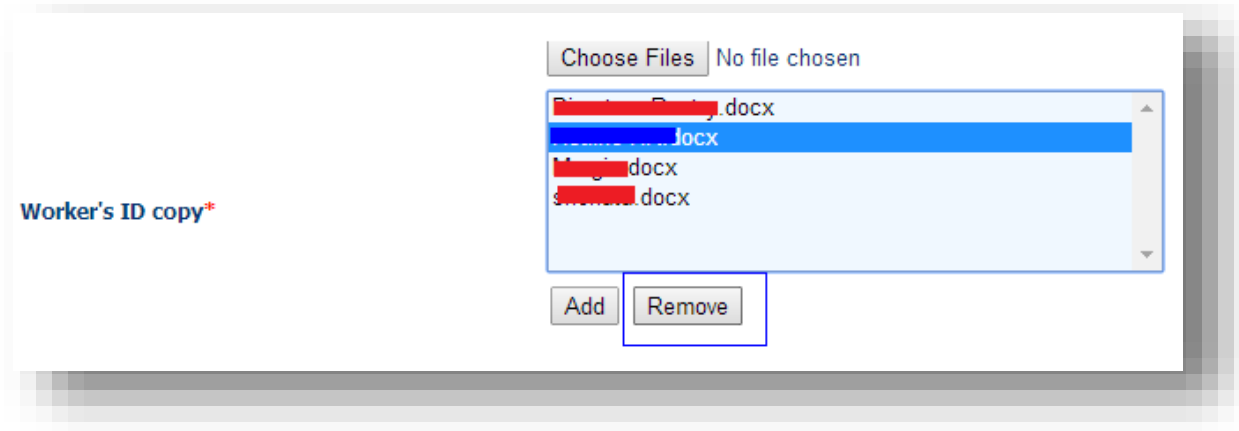 Choose Files No file chosen
.docx
docx
docx
.docx
Worker's ID copy*
Add Remove